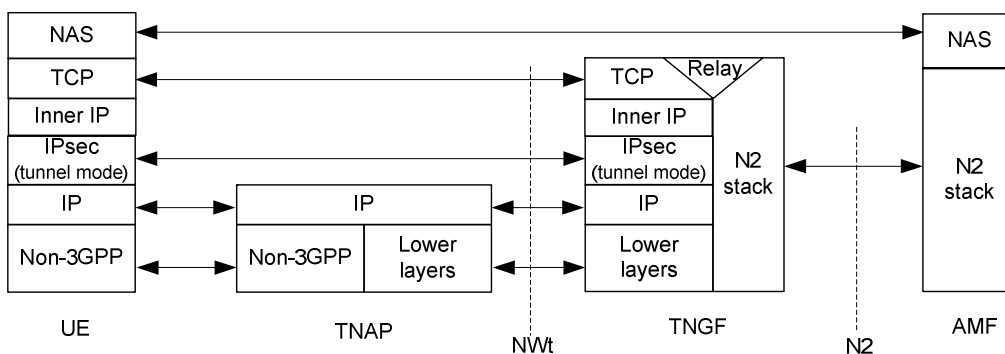 NAS
TCP
Inner IP
IPsec
(tunnel mode)
IP
Non-3GPP
UE
IP
Non-3GPP
Lower
layers
TNAP
NWt
TCP
Relay
Inner IP
IPsec
(tunnel mode)
IP
Lower
layers
N2
stack
TNGF
N2
NAS
N2
stack
AMF